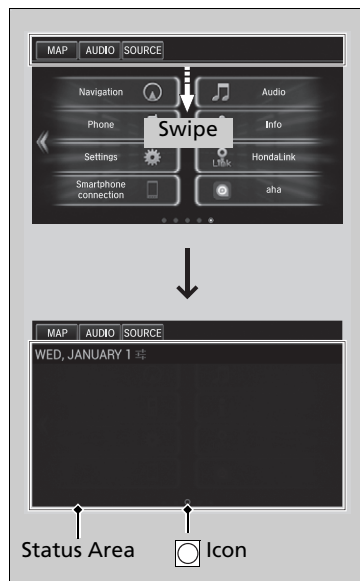 MAP AUDIO SOURCE
Navigation Audio
Phone Info
Swipe
Settings HondaLink
Link
Smartphone
connection aha
MAP AUDIO SOURCE
WED, JANUARY 1
Status Area Icon